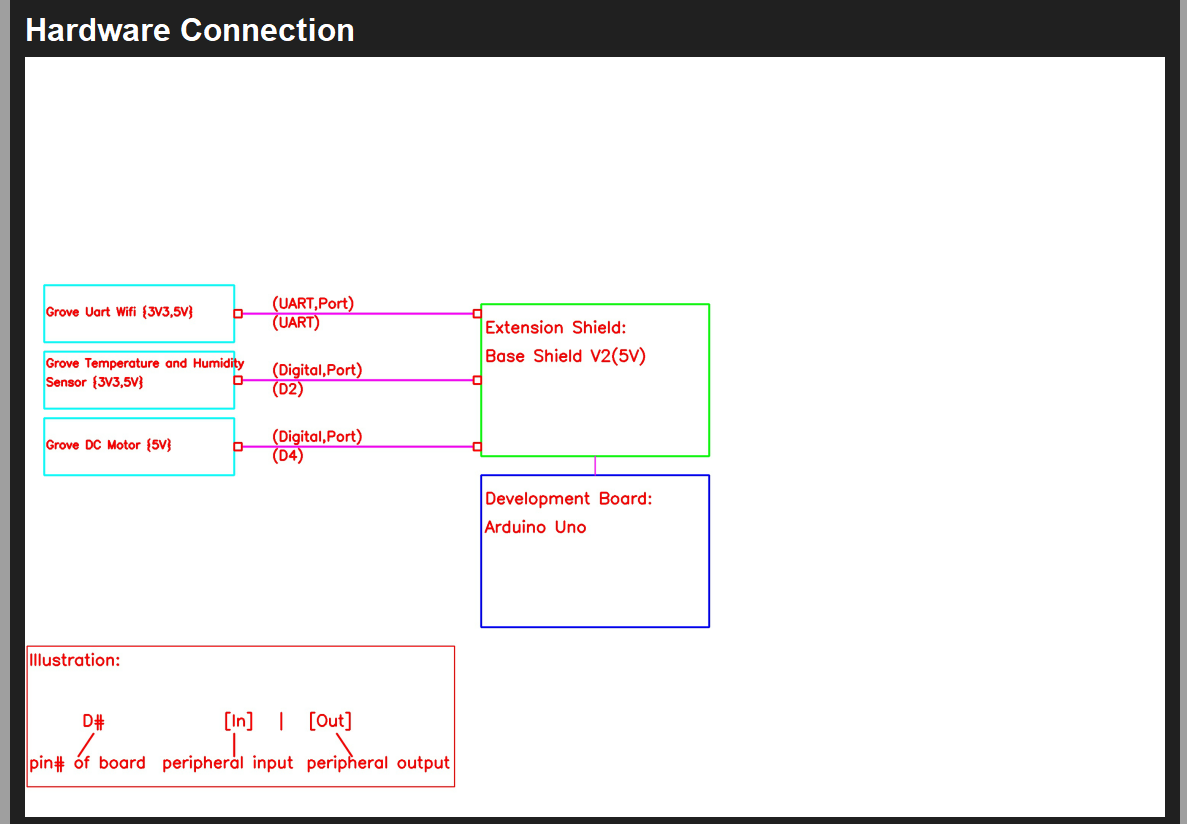 Hardware Connection
Grove Uart Wifi {3V3,5V}
(UART,Port)
(UART)
Extension Shield:
Base Shield V2(5V)
Grove Temperature and Humidity
Sensor {3V3,5V}
(Digital,Port)
(D2)
Grove DC Motor {5V}
(Digital,Port)
(D4)
Development Board:
Arduino Uno
Illustration:
D# [In] | [Out]
pin# of board peripheral input peripheral output